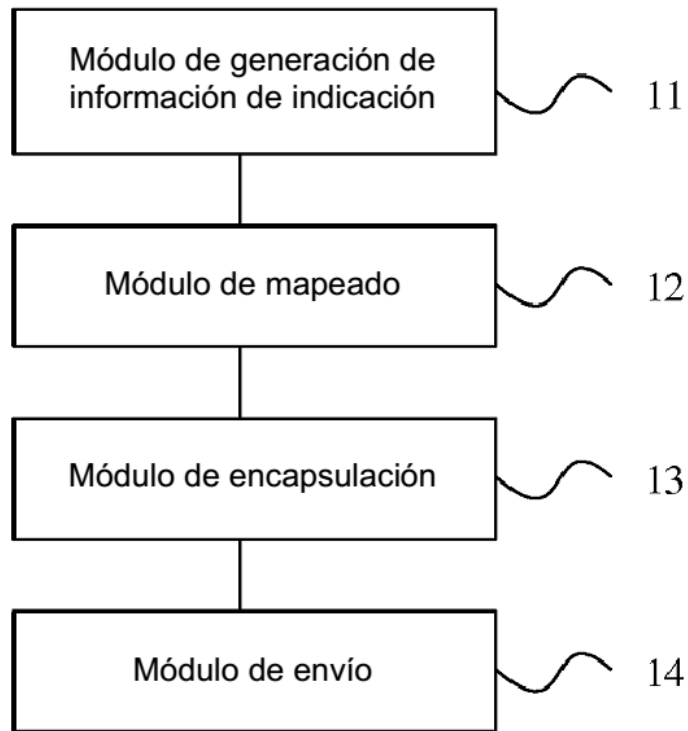 Módulo de generación de
información de indicación
11
Módulo de mapeado
12
Módulo de encapsulación
13
Módulo de envío
14